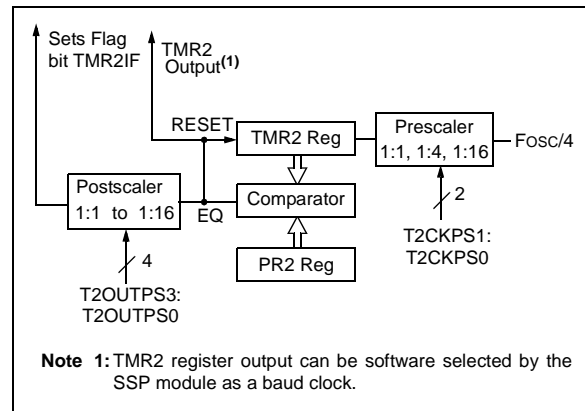 Sets Flag
bit TMR2IF
TMR2
Output(1)
RESET
TMR2 Reg
Prescaler
1:1, 1:4, 1:16
FOSC/4
Postscaler
1:1 to 1:16
EQ
Comparator
2
T2CKPS1:
T2CKPS0
PR2 Reg
4
T2OUTPS3:
T2OUTPS0
Note 1: TMR2 register output can be software selected by the
SSP module as a baud clock.